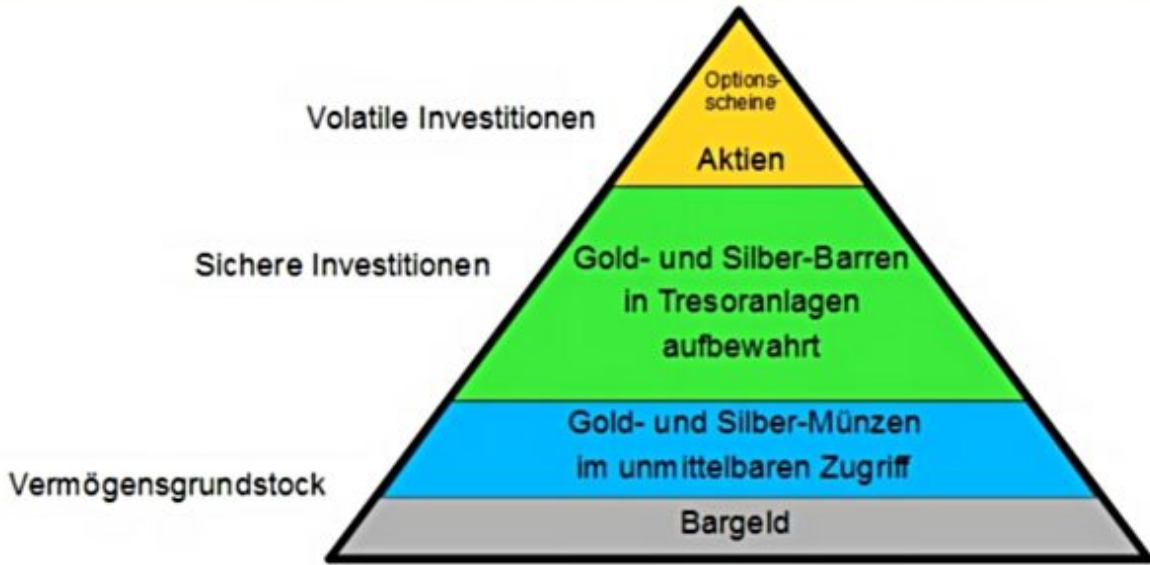 Options-
scheine
Volatile Investitionen
Aktien
Sichere Investitionen
Gold- und Silber-Barren
in Tresoranlagen
aufbewahrt
Gold- und Silber-Münzen
im unmittelbaren Zugriff
Vermögensgrundstock
Bargeld